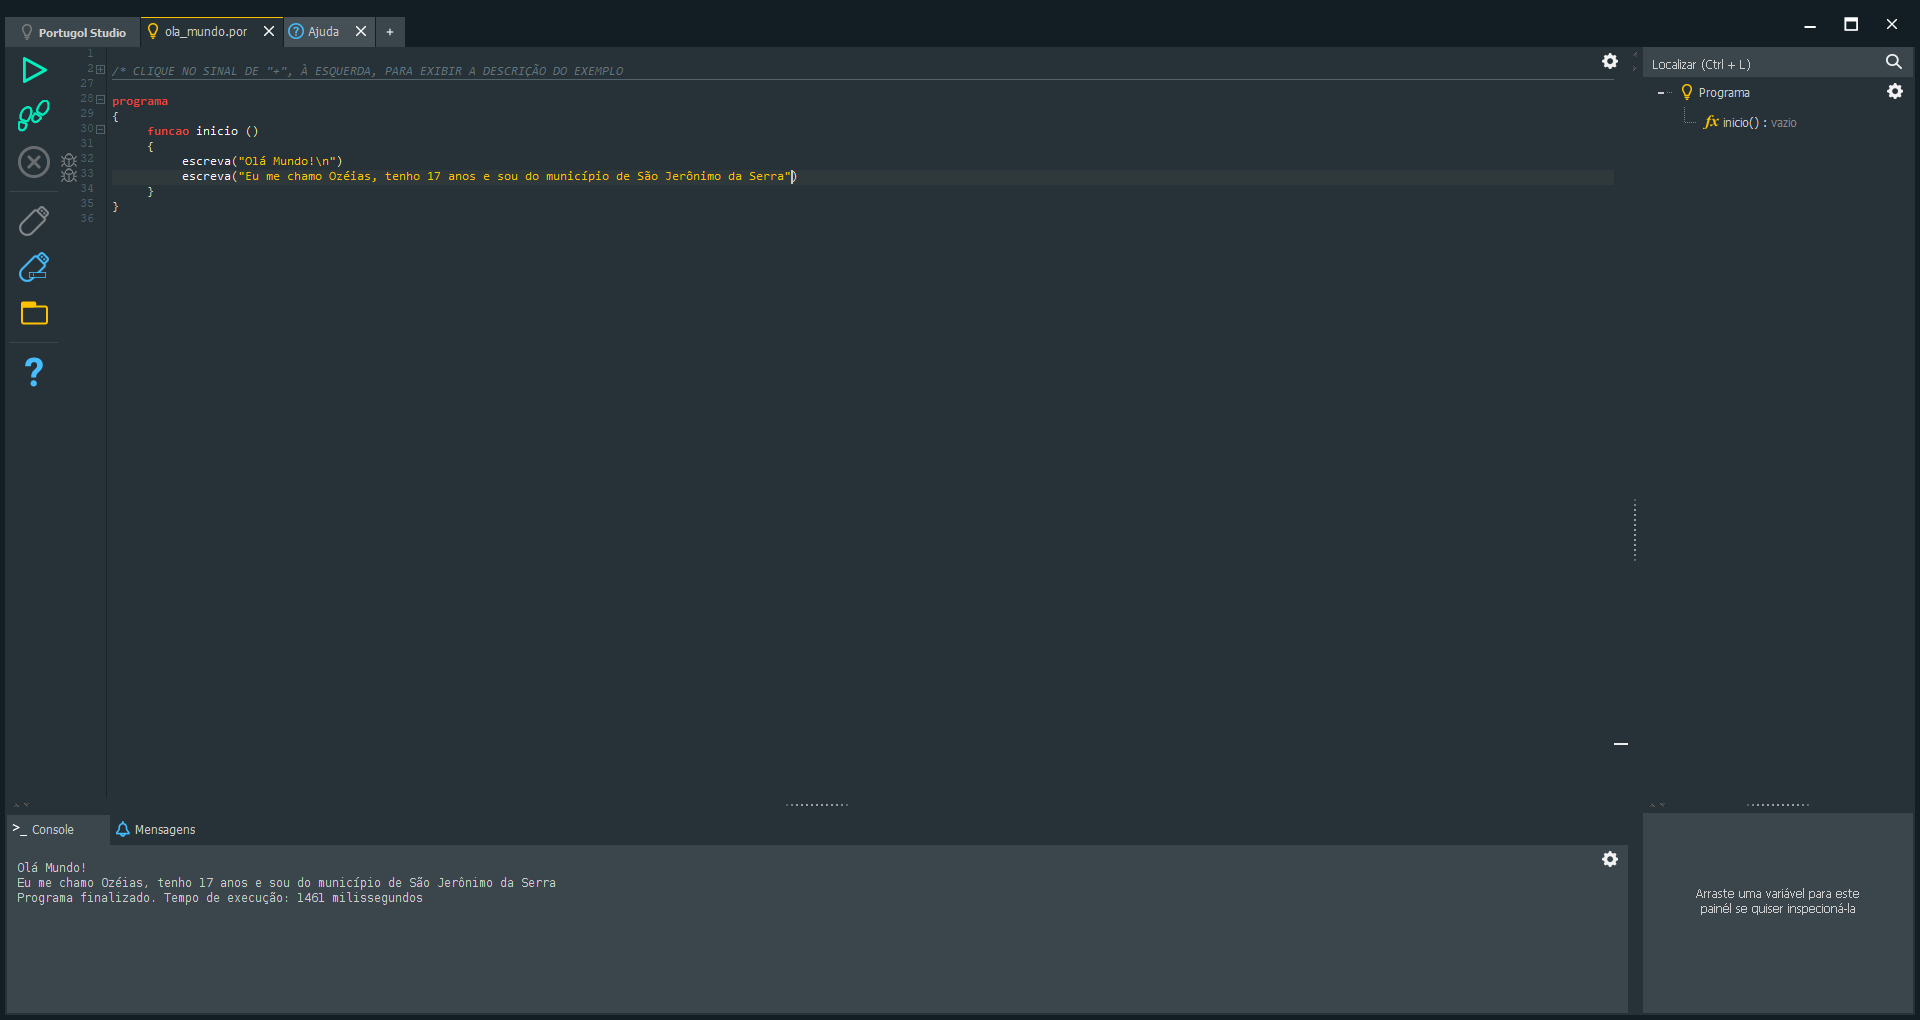 Portugol Studio
ola_mundo.por
Ajuda
+
1
2 /* CLIQUE NO SINAL DE "+", À ESQUERDA, PARA EXIBIR A DESCRIÇÃO DO EXEMPLO
27
28 programa
29 {
30 funcao inicio ()
31 {
32 escreva("Olá Mundo!\n")
33 escreva("Eu me chamo Ozéias, tenho 17 anos e sou do município de São Jerônimo da Serra")
34 }
35 }
36
Localizar (Ctrl + L)
Programa
fx inicio() : vazio
>_ Console
Mensagens
Olá Mundo!
Eu me chamo Ozéias, tenho 17 anos e sou do município de São Jerônimo da Serra
Programa finalizado. Tempo de execução: 1461 milissegundos
Arraste uma variável para este
painél se quiser inspecioná-la